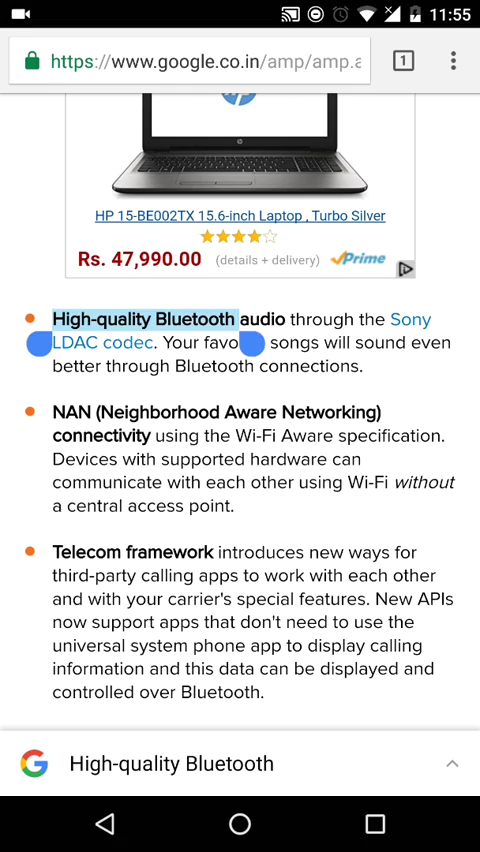 11:55
https://www.google.co.in/amp/amp.a
1
hp
HP 15-BE002TX 15.6-inch Laptop , Turbo Silver
Rs. 47,990.00 (details + delivery) Prime
High-quality Bluetooth audio through the Sony
LDAC codec. Your favo songs will sound even
better through Bluetooth connections.
NAN (Neighborhood Aware Networking)
connectivity using the Wi-Fi Aware specification.
Devices with supported hardware can
communicate with each other using Wi-Fi without
a central access point.
Telecom framework introduces new ways for
third-party calling apps to work with each other
and with your carrier's special features. New APIs
now support apps that don't need to use the
universal system phone app to display calling
information and this data can be displayed and
controlled over Bluetooth.
G High-quality Bluetooth